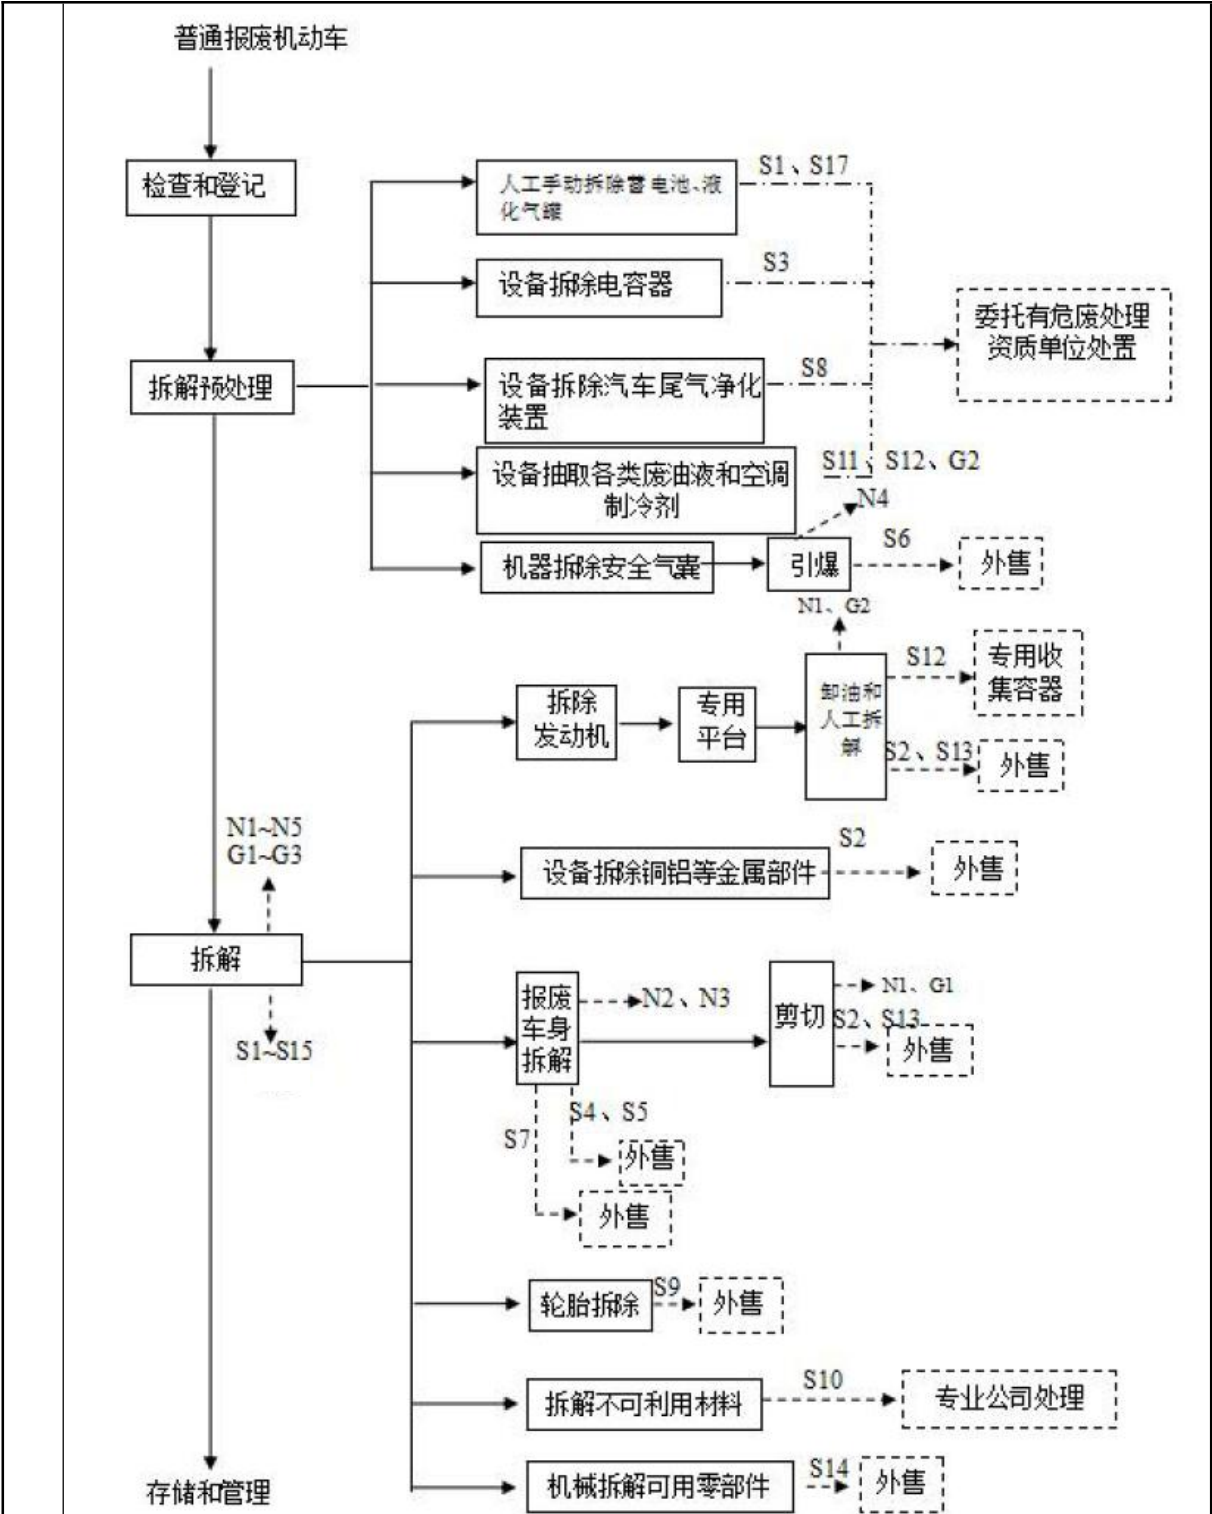 普通报废机动车
检查和登记
人工手动拆除蓄电池、液
化气罐
S1、S17
设备拆除电容器
S3
委托有危废处理
资质单位处置
拆解预处理
设备拆除汽车尾气净化
装置
S8
设备抽取各类废油液和空调
制冷剂
S11、S12、G2
N4
机器拆除安全气囊
引爆
S6
外售
N1、G2
拆除
发动机
专用
平台
卸油和
人工拆
解
S12
专用收
集容器
S2、S13
外售
N1~N5
G1~G3
设备拆除铜铝等金属部件
S2
外售
拆解
S1~S15
报废
车身
拆解
N2、N3
剪切
N1、G1
S2、S13
外售
S4、S5
外售
S7
外售
轮胎拆除
S9
外售
拆解不可利用材料
S10
专业公司处理
机械拆解可用零部件
S14
外售
存储和管理